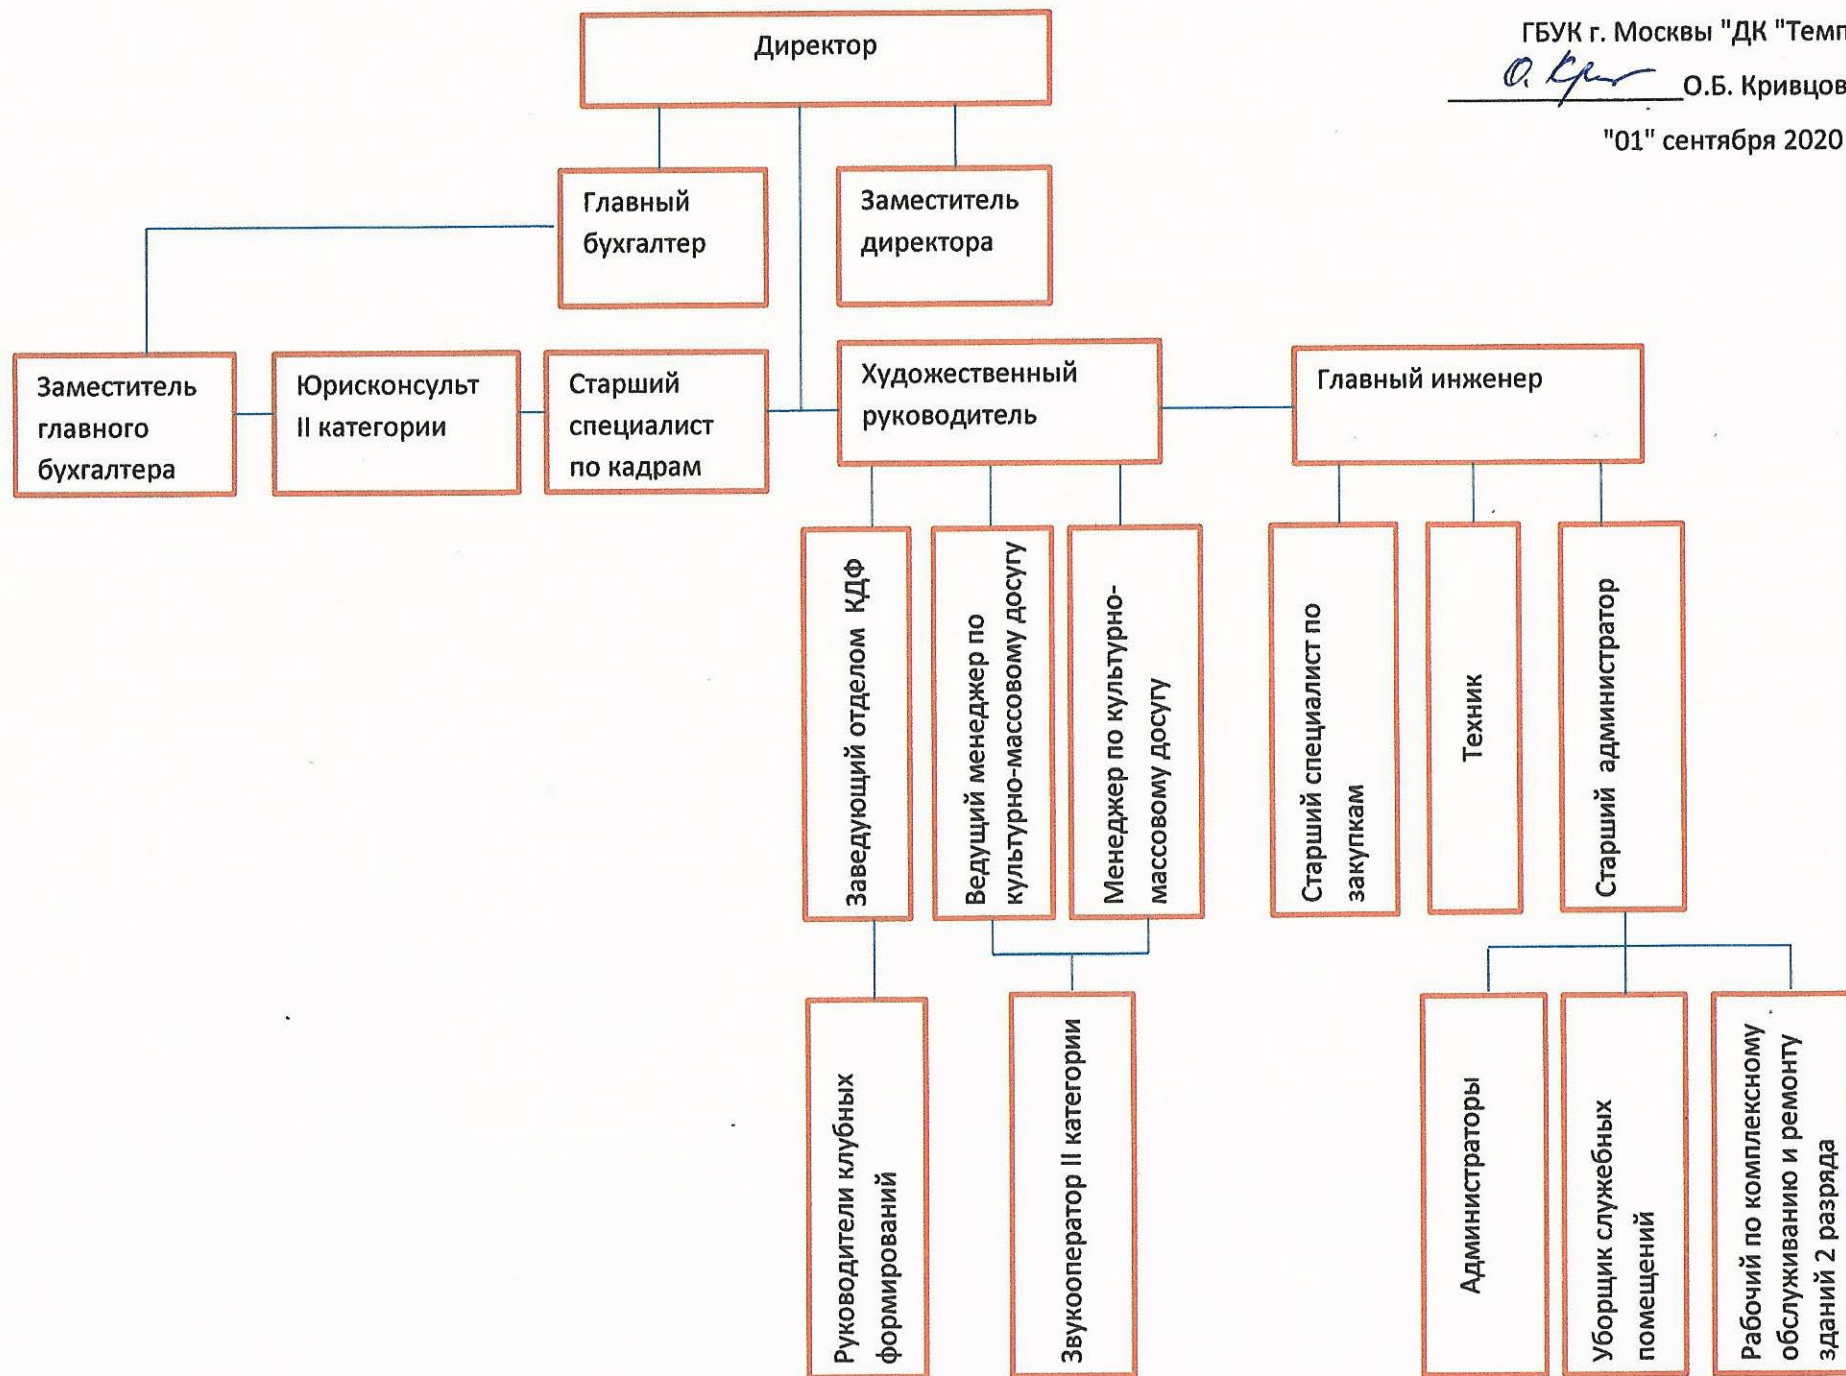 Директор
ГБУК г. Москвы "ДК "Темп
О.Б. Кривцов
"01" сентября 2020
Главный
бухгалтер
Заместитель
директора
Заместитель
главного
бухгалтера
Юрисконсульт
II категории
Старший
специалист
по кадрам
Художественный
руководитель
Главный инженер
Заведующий отделом КДФ
Ведущий менеджер по
культурно-массовому досугу
Менеджер по культурно-
массовому досугу
Старший специалист по
закупкам
Техник
Старший администратор
Руководители клубных
формирований
Звукооператор II категории
Администраторы
Уборщик служебных
помещений
Рабочий по комплексному
обслуживанию и ремонту
зданий 2 разряда